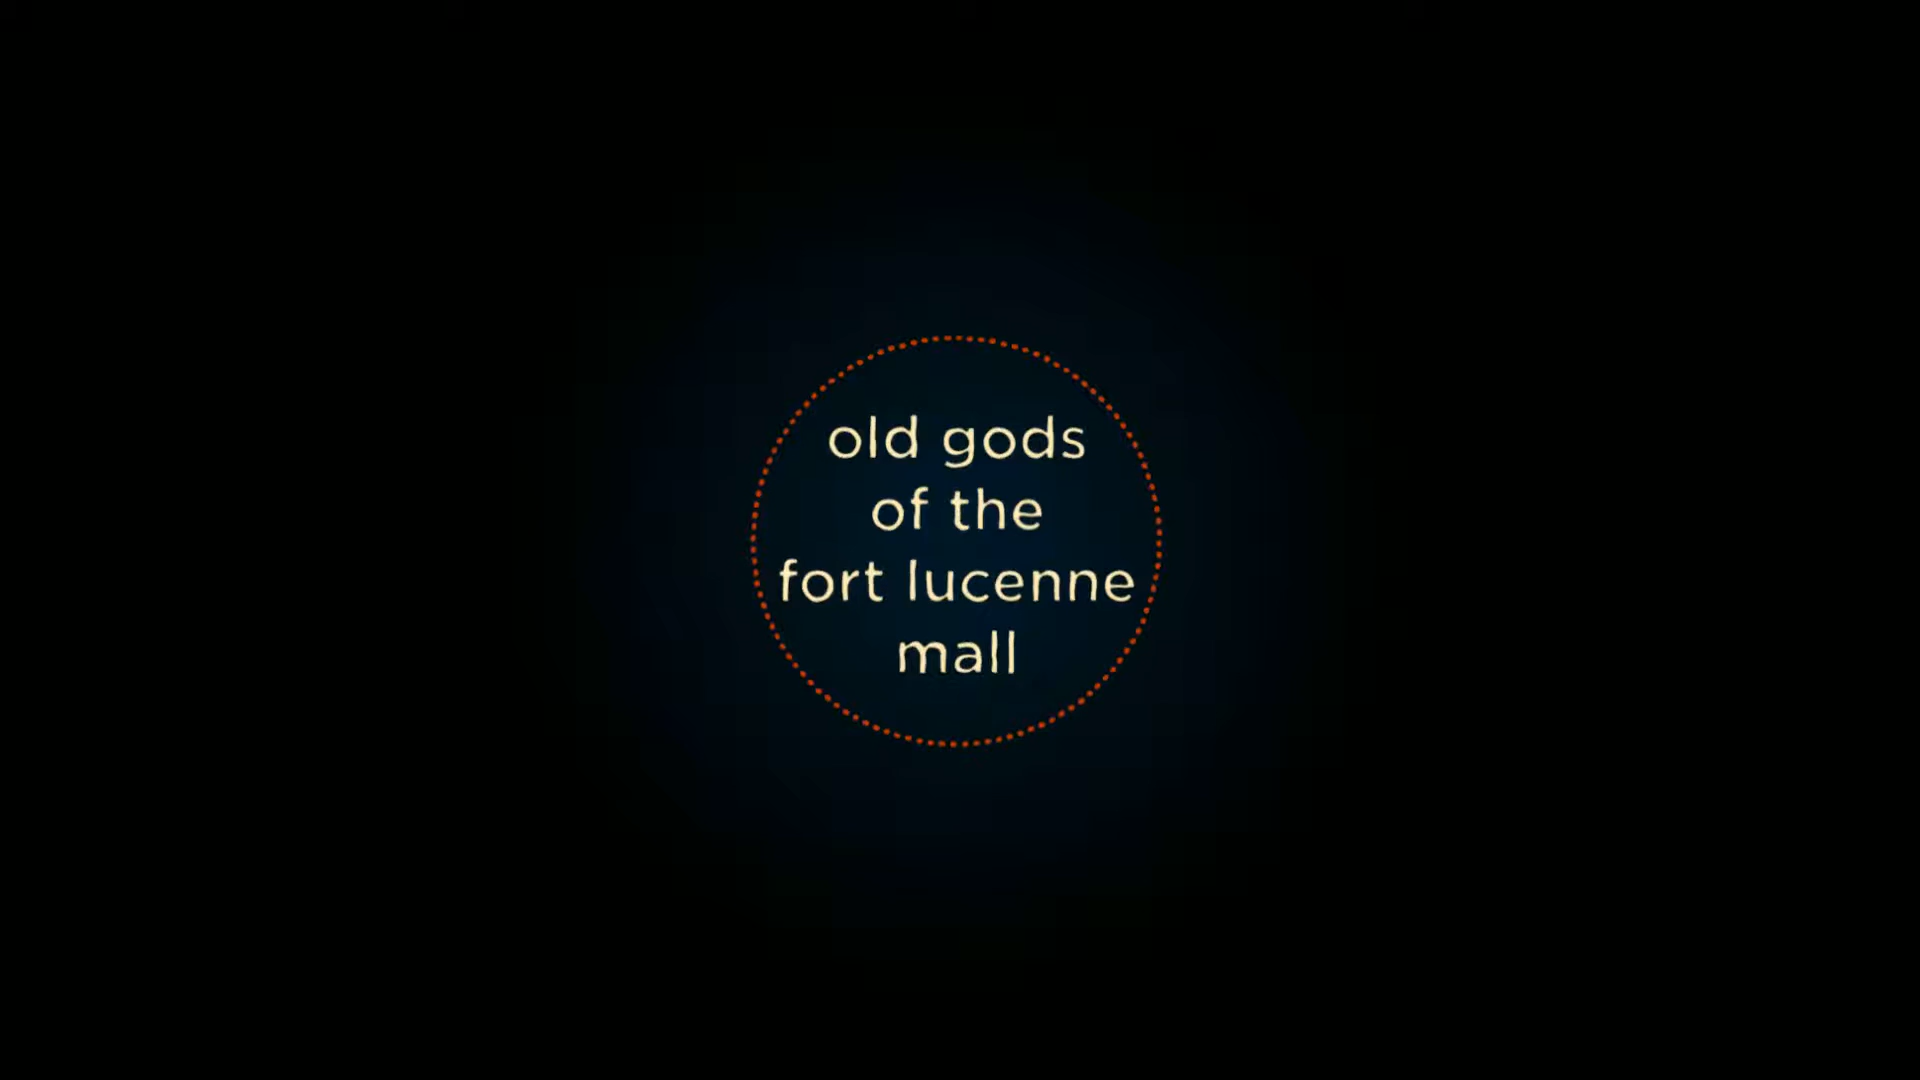 old gods
of the
fort lucenne
mall